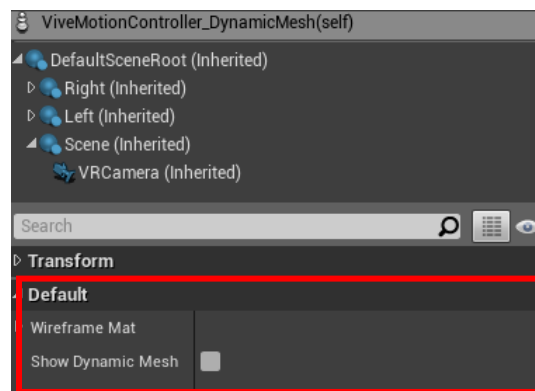 ViveMotionController_DynamicMesh(self)
DefaultSceneRoot (Inherited)
Right (Inherited)
Left (Inherited)
Scene (Inherited)
VRCamera (Inherited)
Search
Transform
Default
Wireframe Mat
Show Dynamic Mesh